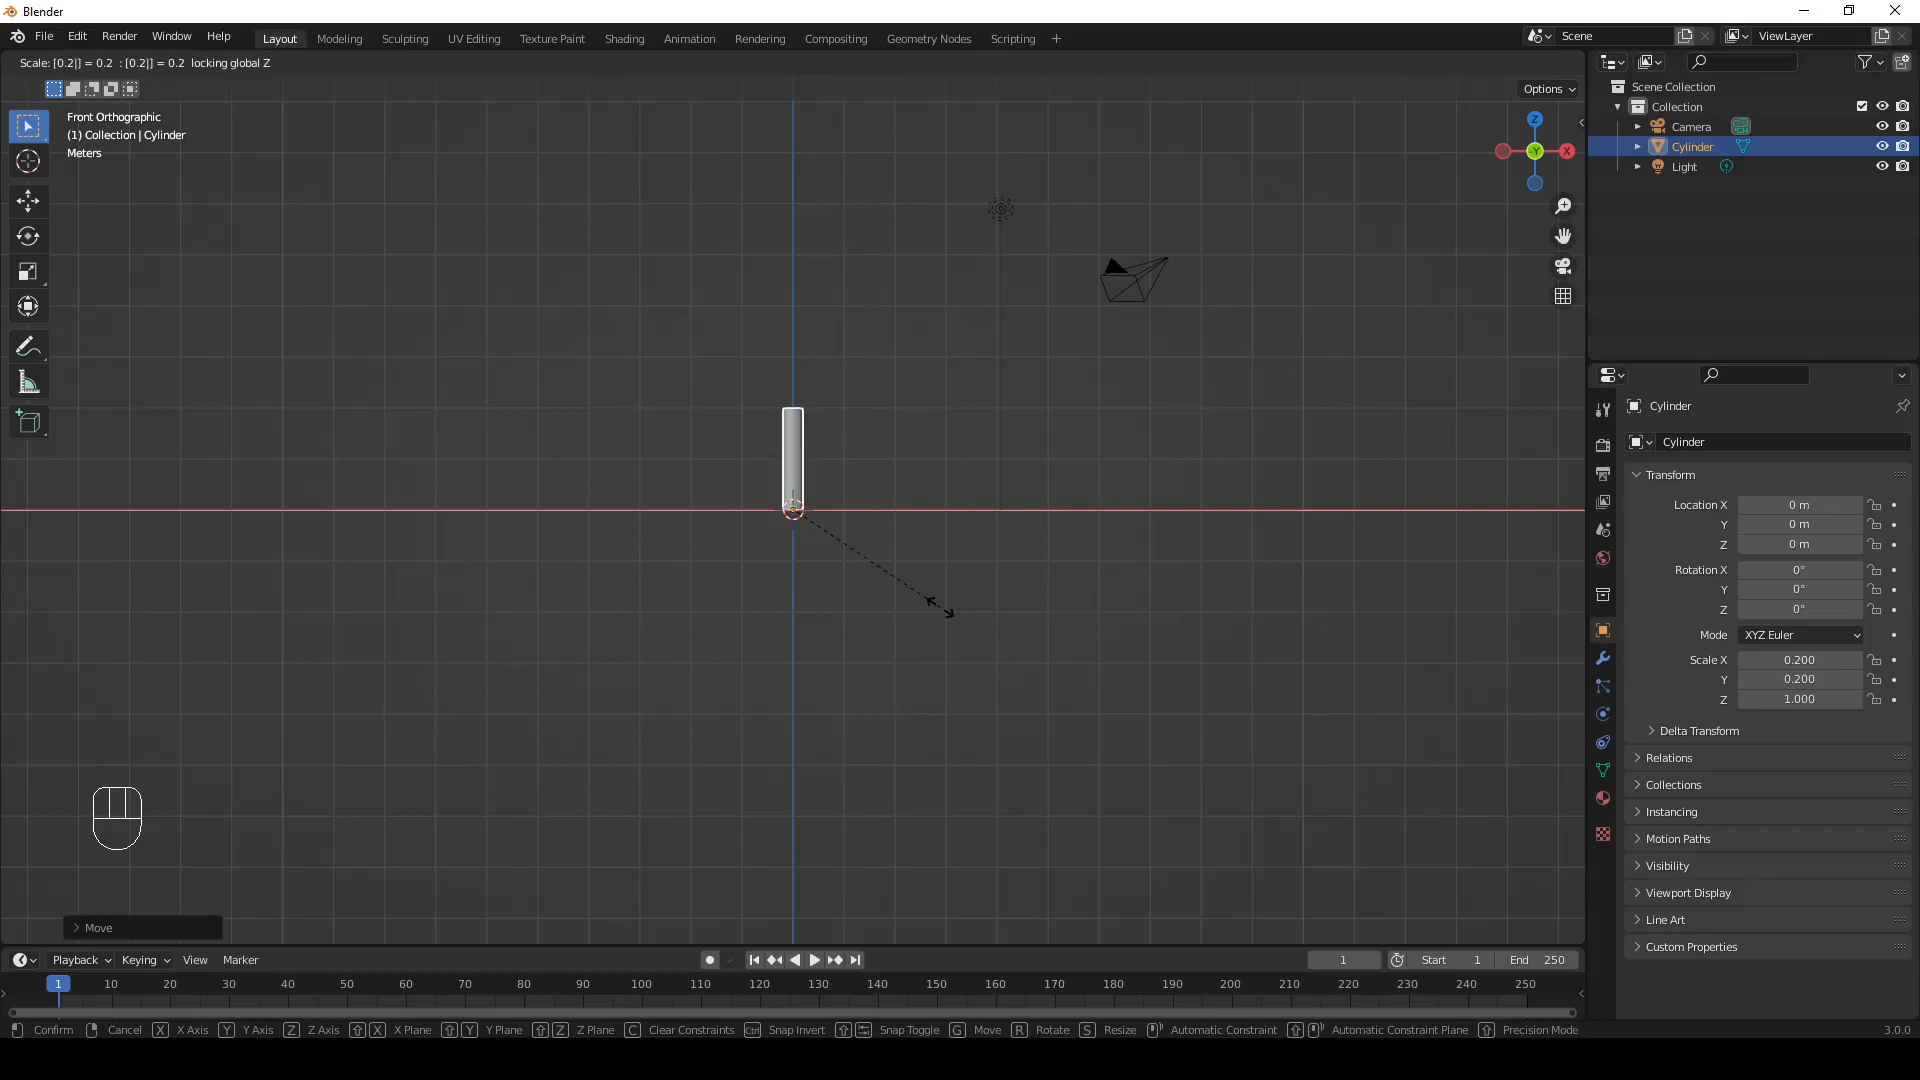 Blender
File Edit Render Window Help Layout Modeling Sculpting UV Editing Texture Paint Shading Animation Rendering Compositing Geometry Nodes Scripting + Scene ViewLayer
Scale: [0.2|] = 0.2 : [0.2|] = 0.2 locking global Z
Options
Front Orthographic
(1) Collection | Cylinder
Meters
Z
-Y
X
Scene Collection
Collection
Camera
Cylinder
Light
Cylinder
Cylinder
Transform
Location X 0 m
Y 0 m
Z 0 m
Rotation X 0°
Y 0°
Z 0°
Mode XYZ Euler
Scale X 0.200
Y 0.200
Z 1.000
Delta Transform
Relations
Collections
Instancing
Motion Paths
Visibility
Viewport Display
Line Art
Custom Properties
Move
Playback Keying View Marker 1 Start 1 End 250
1 10 20 30 40 50 60 70 80 90 100 110 120 130 140 150 160 170 180 190 200 210 220 230 240 250
Confirm Cancel X X Axis Y Y Axis Z Z Axis X X Plane Y Y Plane Z Z Plane C Clear Constraints Ctrl Snap Invert Snap Toggle G Move R Rotate S Resize Automatic Constraint Automatic Constraint Plane Precision Mode 3.0.0